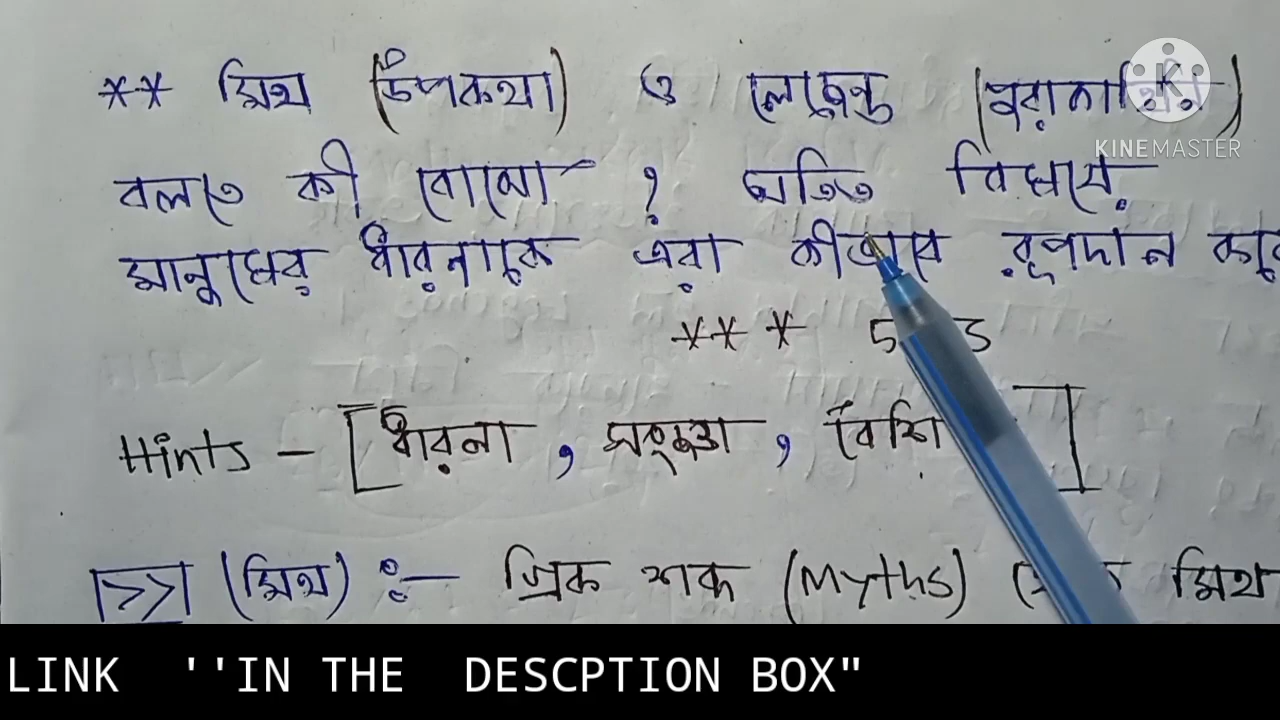 ** মিথ (উপকথা) ও লেজেন্ড (পুরাকাহিনি)
বলতে কী বোঝো ? অতীত বিষয়ে
মানুষের ধারনাকে এরা কীভাবে রূপদান করে
*** 5 3
Hints - [ধারনা, সংজ্ঞা, বৈশি ]
>> (মিথ) :- গ্রিক শব্দ (Myths) মিথ
K
KINEMASTER
LINK ''IN THE DESCPTION BOX"